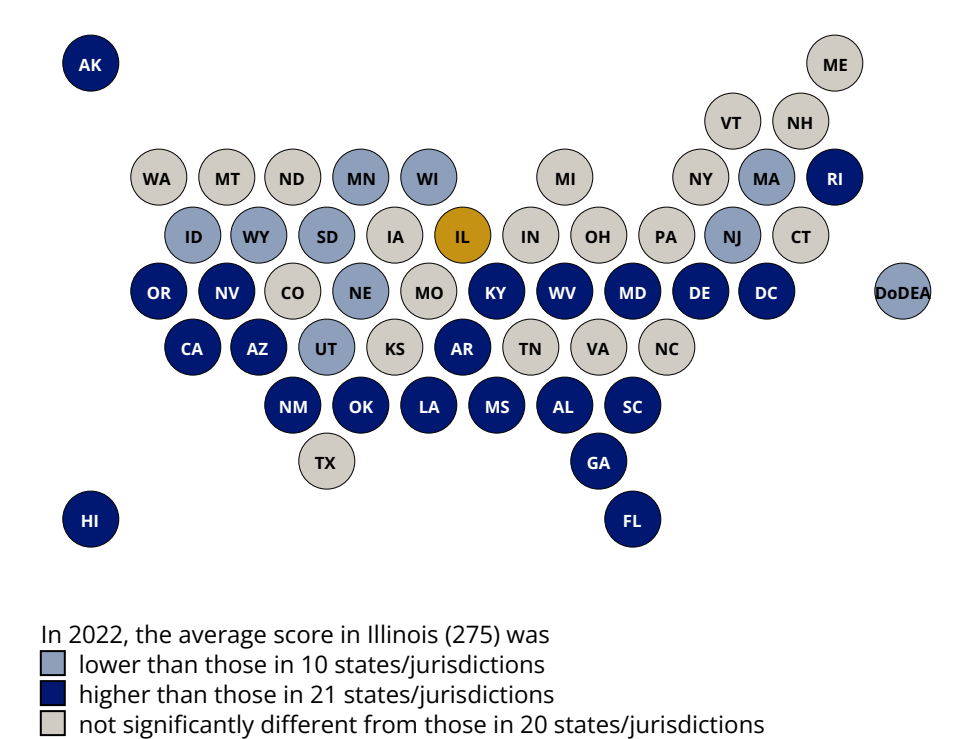 AK ME
VT NH
WA MT ND MN WI MI NY MA RI
ID WY SD IA IL IN OH PA NJ CT
OR NV CO NE MO KY WV MD DE DC DoDEA
CA AZ UT KS AR TN VA NC
NM OK LA MS AL SC
TX GA
HI FL
In 2022, the average score in Illinois (275) was
lower than those in 10 states/jurisdictions
higher than those in 21 states/jurisdictions
not significantly different from those in 20 states/jurisdictions